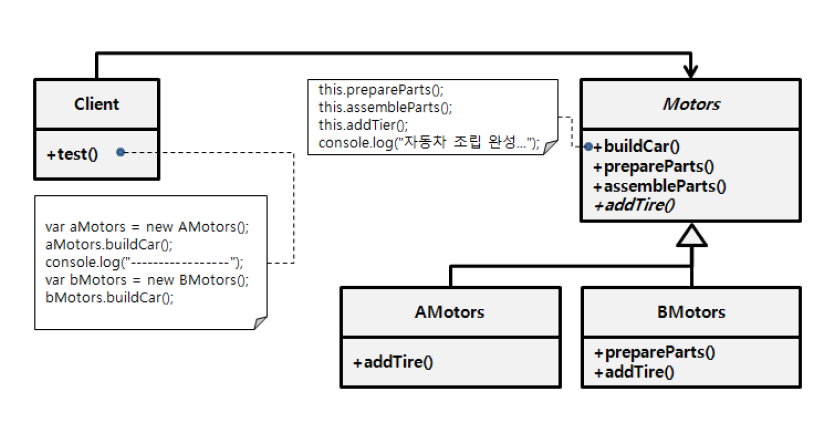 Client
+test()
var aMotors = new AMotors();
aMotors.buildCar();
console.log("------------------");
var bMotors = new BMotors();
bMotors.buildCar();
this.prepareParts();
this.assembleParts();
this.addTier();
console.log("자동차 조립 완성...");
Motors
+buildCar()
+prepareParts()
+assembleParts()
+addTire()
AMotors
+addTire()
BMotors
+prepareParts()
+addTire()